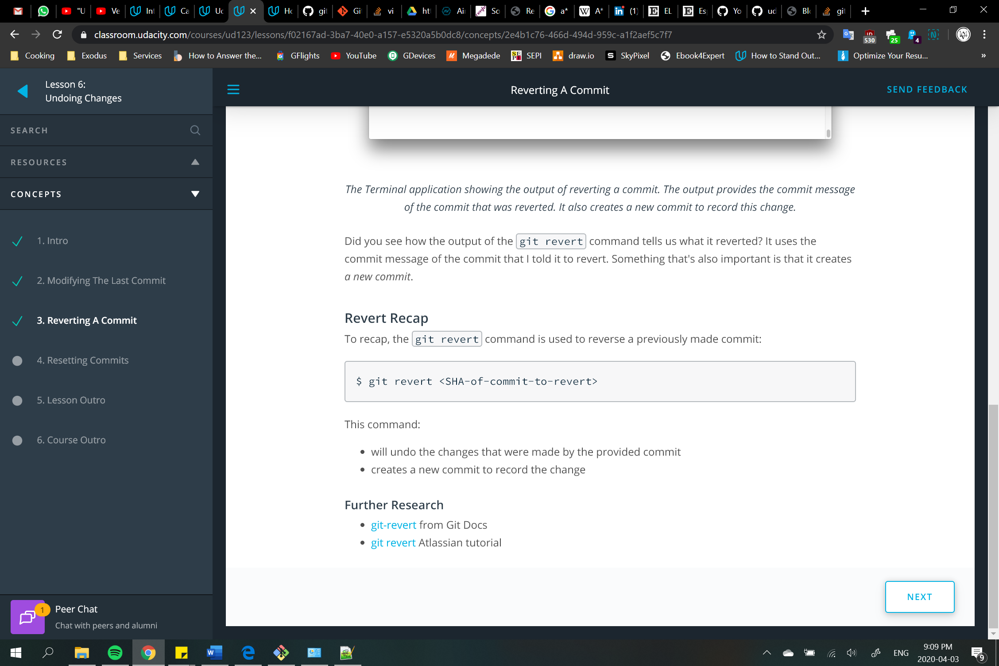 "U
Ve
Int
Ca
Ud
Ho
git
Git
vi
htt
Air
So
Re
a*
A*
(1)
EL
Es
Yo
ud
Blo
git
classroom.udacity.com/courses/ud123/lessons/f02167ad-3ba7-40e0-a157-e5320a5b0dc8/concepts/2e4b1c76-466d-494d-959c-a1f2aef5c7f7
530
25
4
Cooking
Exodus
Services
How to Answer the...
GFlights
YouTube
GDevices
Megadede
SEPI
draw.io
SkyPixel
Ebook4Expert
How to Stand Out...
Optimize Your Resu...
»
Lesson 6:
Undoing Changes
Reverting A Commit
SEND FEEDBACK
SEARCH
RESOURCES
CONCEPTS
1. Intro
2. Modifying The Last Commit
3. Reverting A Commit
4. Resetting Commits
5. Lesson Outro
6. Course Outro
The Terminal application showing the output of reverting a commit. The output provides the commit message
of the commit that was reverted. It also creates a new commit to record this change.
Did you see how the output of the git revert command tells us what it reverted? It uses the
commit message of the commit that I told it to revert. Something that's also important is that it creates
a new commit.
Revert Recap
To recap, the git revert command is used to reverse a previously made commit:
$ git revert <SHA-of-commit-to-revert>
This command:
• will undo the changes that were made by the provided commit
• creates a new commit to record the change
Further Research
• git-revert from Git Docs
• git revert Atlassian tutorial
NEXT
1
Peer Chat
Chat with peers and alumni
ENG
9:09 PM
2020-04-03
9